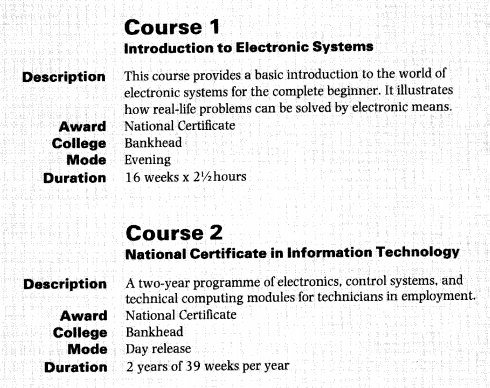 Course 1
Introduction to Electronic Systems
Description This course provides a basic introduction to the world of
electronic systems for the complete beginner. It illustrates
how real-life problems can be solved by electronic means.
Award National Certificate
College Bankhead
Mode Evening
Duration 16 weeks x 2½hours
Course 2
National Certificate in Information Technology
Description A two-year programme of electronics, control systems, and
technical computing modules for technicians in employment.
Award National Certificate
College Bankhead
Mode Day release
Duration 2 years of 39 weeks per year